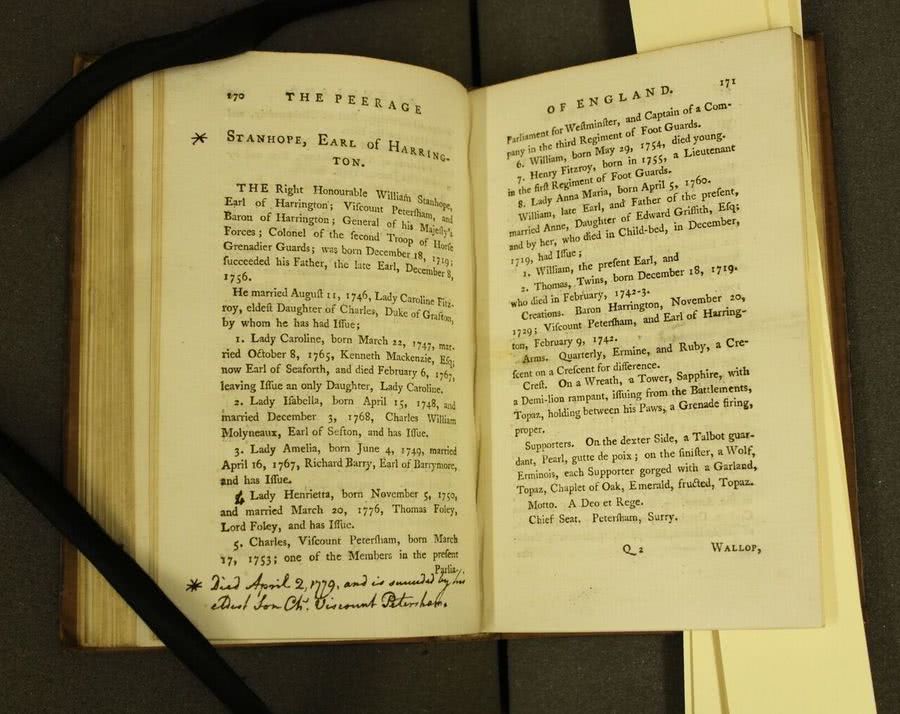 170 THE PEERAGE
* STANHOPE, EARL of HARRING-
TON.
THE Right Honourable William Stanhope,
Earl of Harrington; Viſcount Peterſham, and
Baron of Harrington; General of his Majeſty's
Forces; Colonel of the ſecond Troop of Horſe
Grenadier Guards; was born December 18, 1719;
ſucceeded his Father, the late Earl, December 8,
1756.
He married Auguſt 11, 1746, Lady Caroline Fitz-
roy, eldeſt Daughter of Charles, Duke of Grafton,
by whom he has had Iſſue;
1. Lady Caroline, born March 22, 1747, mar-
ried October 8, 1765, Kenneth Mackenzie, Eſq;
now Earl of Seaforth, and died February 6, 1767,
leaving Iſſue an only Daughter, Lady Caroline.
2. Lady Iſabella, born April 15, 1748, and
married December 3, 1768, Charles William
Molyneaux, Earl of Sefton, and has Iſſue.
3. Lady Amelia, born June 4, 1749, married
April 16, 1767, Richard Barry, Earl of Barrymore,
and has Iſſue.
4 Lady Henrietta, born November 5, 1750,
and married March 20, 1776, Thomas Foley,
Lord Foley, and has Iſſue.
5. Charles, Viſcount Peterſham, born March
17, 1753; one of the Members in the preſent
Parlia-
* Died April 2, 1779, and is succeeded by his
eldest Son Chs. Viscount Petersham.
OF ENGLAND. 171
Parliament for Weſtminſter, and Captain of a Com-
pany in the third Regiment of Foot Guards.
6. William, born May 29, 1754, died young.
7. Henry Fitzroy, born in 1755, a Lieutenant
in the firſt Regiment of Foot Guards.
8. Lady Anna Maria, born April 5, 1760.
William, late Earl, and Father of the preſent,
married Anne, Daughter of Edward Griffith, Eſq;
and by her, who died in Child-bed, in December,
1719, had Iſſue;
1. William, the preſent Earl, and
2. Thomas, Twins, born December 18, 1719.
who died in February, 1742-3.
Creations. Baron Harrington, November 20,
1729; Viſcount Peterſham, and Earl of Harring-
ton, February 9, 1742.
Arms. Quarterly, Ermine, and Ruby, a Cre-
ſcent on a Creſcent for difference.
Creſt. On a Wreath, a Tower, Sapphire, with
a Demi-lion rampant, iſſuing from the Battlements,
Topaz, holding between his Paws, a Grenade firing,
proper.
Supporters. On the dexter Side, a Talbot guar-
dant, Pearl, gutte de poix; on the ſiniſter, a Wolf,
Erminois, each Supporter gorged with a Garland,
Topaz, Chaplet of Oak, Emerald, fructed, Topaz.
Motto. A Deo et Rege.
Chief Seat. Peterſham, Surry.
Q 2 WALLOP,